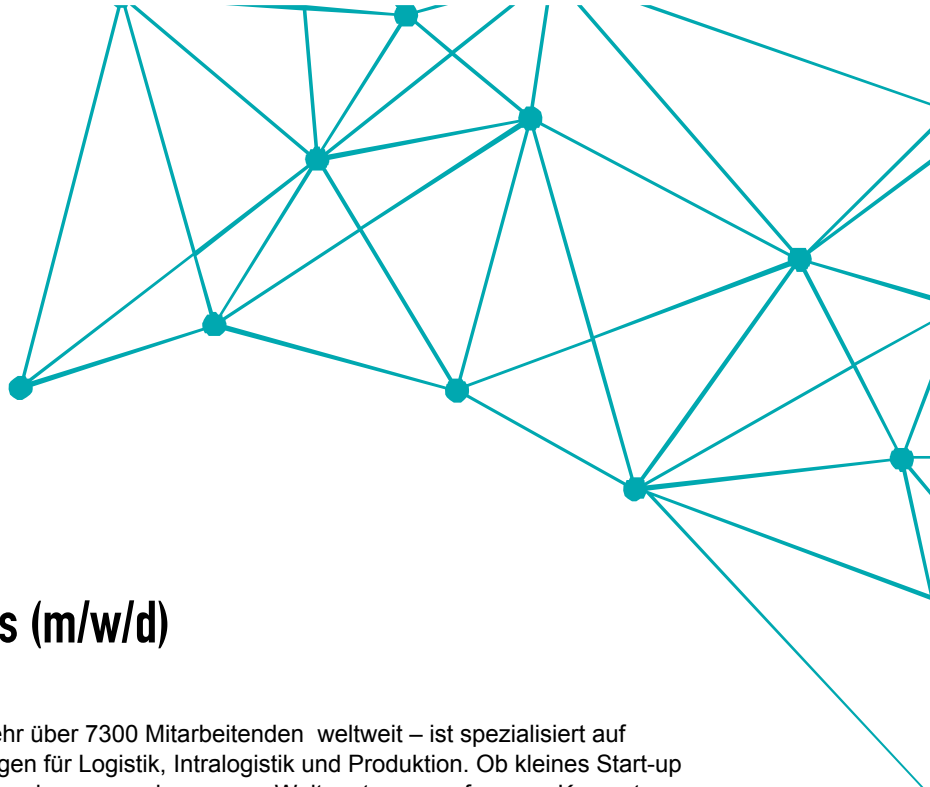 s (m/w/d)
ehr über 7300 Mitarbeitenden  weltweit – ist spezialisiert auf
gen für Logistik, Intralogistik und Produktion. Ob kleines Start-up